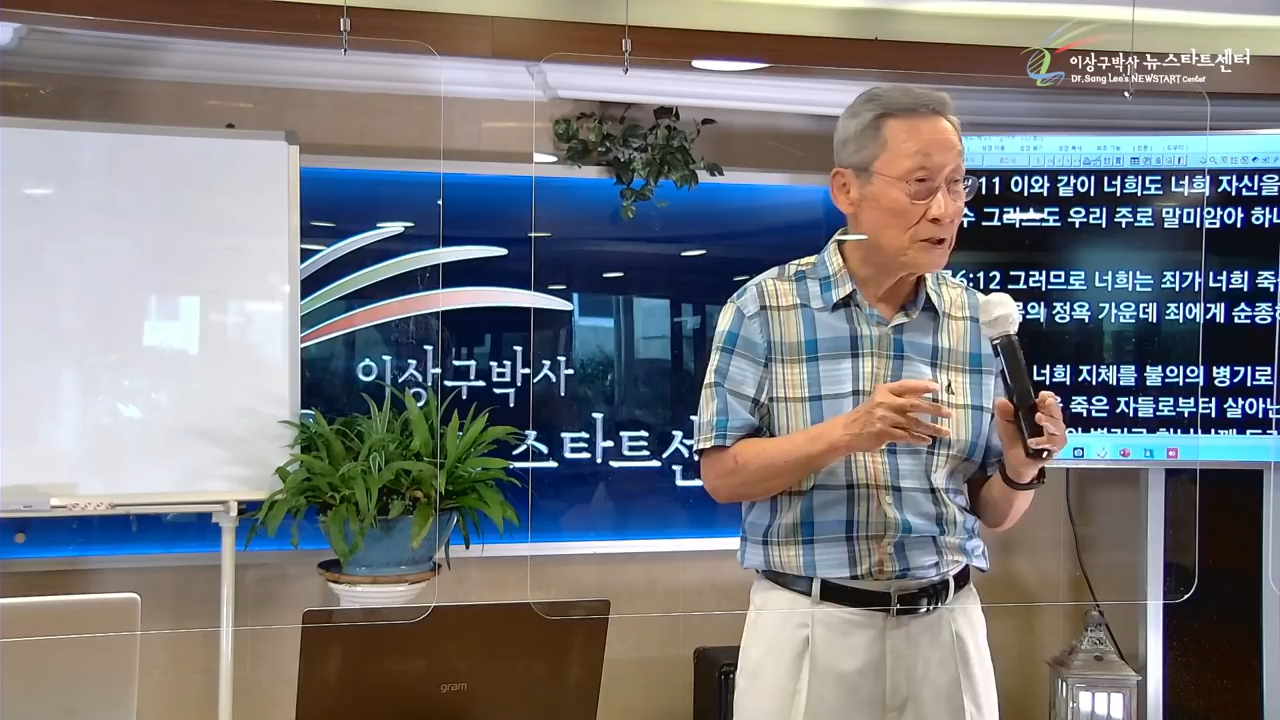 이상구박사 뉴스타트센터
Dr. Sang Lee's NEWSTART Center
11 이와 같이 너희도 너희 자신을
수 그리스도 우리 주로 말미암아 하나
6:12 그러므로 너희는 죄가 너희 죽
의 정욕 가운데 죄에게 순종
너희 지체를 불의의 병기로
죽은 자들로부터 살아난
이상구박사
스타트센
gram